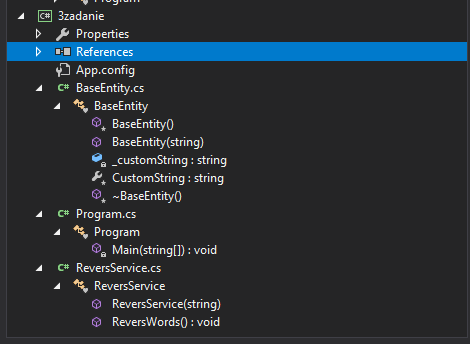 Program
C# 3zadanie
Properties
References
App.config
C# BaseEntity.cs
BaseEntity
BaseEntity()
BaseEntity(string)
_customString : string
CustomString : string
~BaseEntity()
C# Program.cs
Program
Main(string[]) : void
C# ReversService.cs
ReversService
ReversService(string)
ReversWords() : void